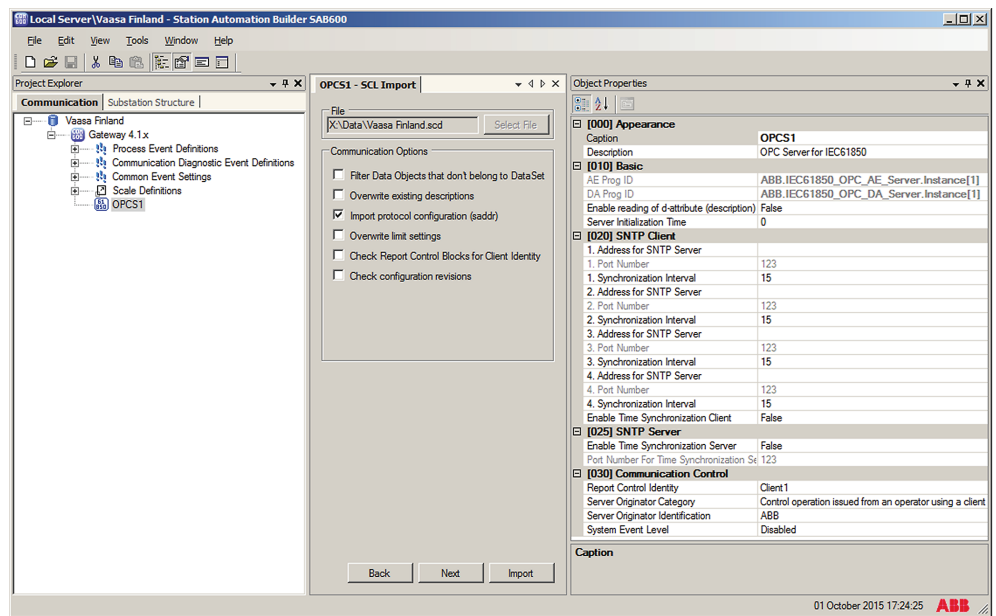 Local Server\Vaasa Finland - Station Automation Builder SAB600
File Edit View Tools Window Help
Project Explorer
Communication Substation Structure
Vaasa Finland
Gateway 4.1.x
Process Event Definitions
Communication Diagnostic Event Definitions
Common Event Settings
Scale Definitions
OPCS1
OPCS1 - SCL Import
File
X:\Data\Vaasa Finland.scd Select File
Communication Options
Filter Data Objects that don't belong to DataSet
Overwrite existing descriptions
Import protocol configuration (saddr)
Overwrite limit settings
Check Report Control Blocks for Client Identity
Check configuration revisions
Back Next Import
Object Properties
[000] Appearance
Caption OPCS1
Description OPC Server for IEC61850
[010] Basic
AE Prog ID ABB.IEC61850_OPC_AE_Server.Instance[1]
DA Prog ID ABB.IEC61850_OPC_DA_Server.Instance[1]
Enable reading of d-attribute (description) False
Server Initialization Time 0
[020] SNTP Client
1. Address for SNTP Server
1. Port Number 123
1. Synchronization Interval 15
2. Address for SNTP Server
2. Port Number 123
2. Synchronization Interval 15
3. Address for SNTP Server
3. Port Number 123
3. Synchronization Interval 15
4. Address for SNTP Server
4. Port Number 123
4. Synchronization Interval 15
Enable Time Synchronization Client False
[025] SNTP Server
Enable Time Synchronization Server False
Port Number For Time Synchronization Se 123
[030] Communication Control
Report Control Identity Client1
Server Originator Category Control operation issued from an operator using a client
Server Originator Identification ABB
System Event Level Disabled
Caption
01 October 2015 17:24:25 ABB